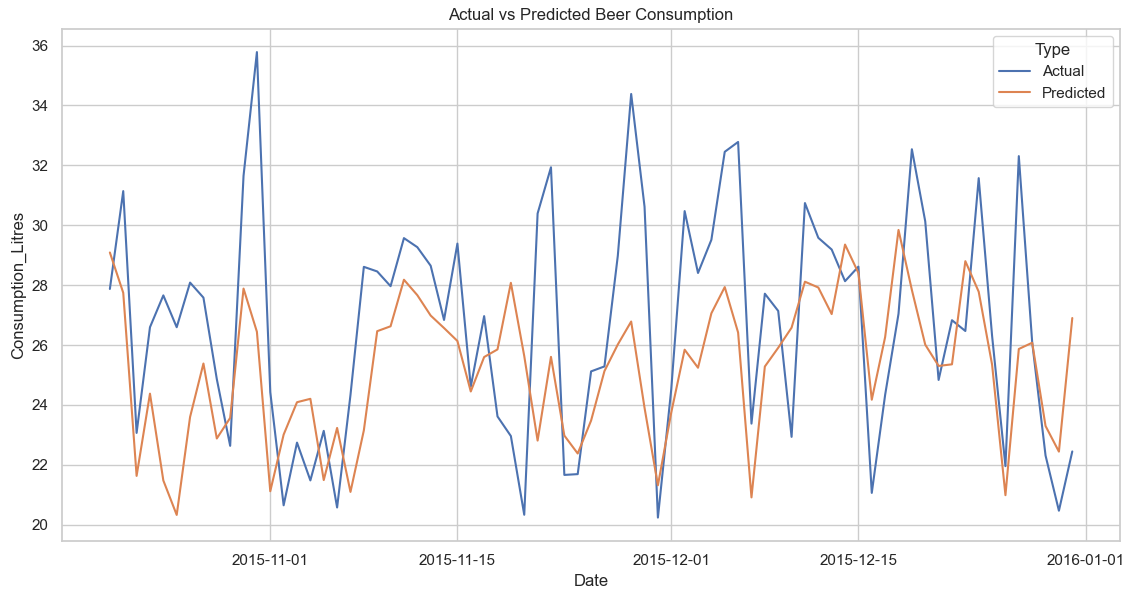 Actual vs Predicted Beer Consumption
Type
Actual
Predicted
Consumption_Litres
36
34
32
30
28
26
24
22
20
2015-11-01
2015-11-15
2015-12-01
2015-12-15
2016-01-01
Date